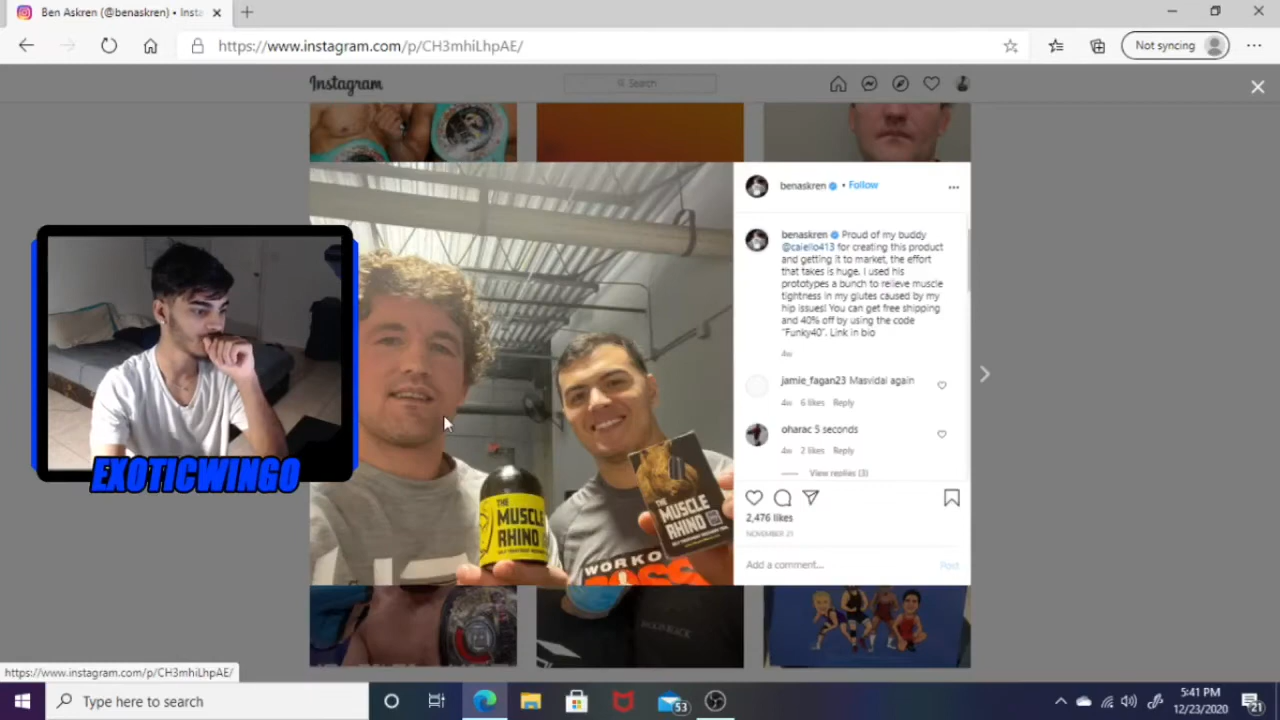 Ben Askren (@benaskren) • Insta
https://www.instagram.com/p/CH3mhiLhpAE/
Not syncing
Instagram
Search
benaskren • Follow
benaskren Proud of my buddy
@caiello413 for creating this product
and getting it to market, the effort
that takes is huge. I used his
prototypes a bunch to relieve muscle
tightness in my glutes caused by my
hip issues! You can get free shipping
and 40% off by using the code
"Funky40". Link in bio
4w
jamie_fagan23 Masvidal again
4w 6 likes Reply
oharac 5 seconds
4w 2 likes Reply
View replies (3)
2,476 likes
NOVEMBER 21
Add a comment...
Post
THE
MUSCLE
RHINO
THE
MUSCLE
RHINO
WORKO
EXOTICWINGO
https://www.instagram.com/p/CH3mhiLhpAE/
Type here to search
53
5:41 PM
12/23/2020
21